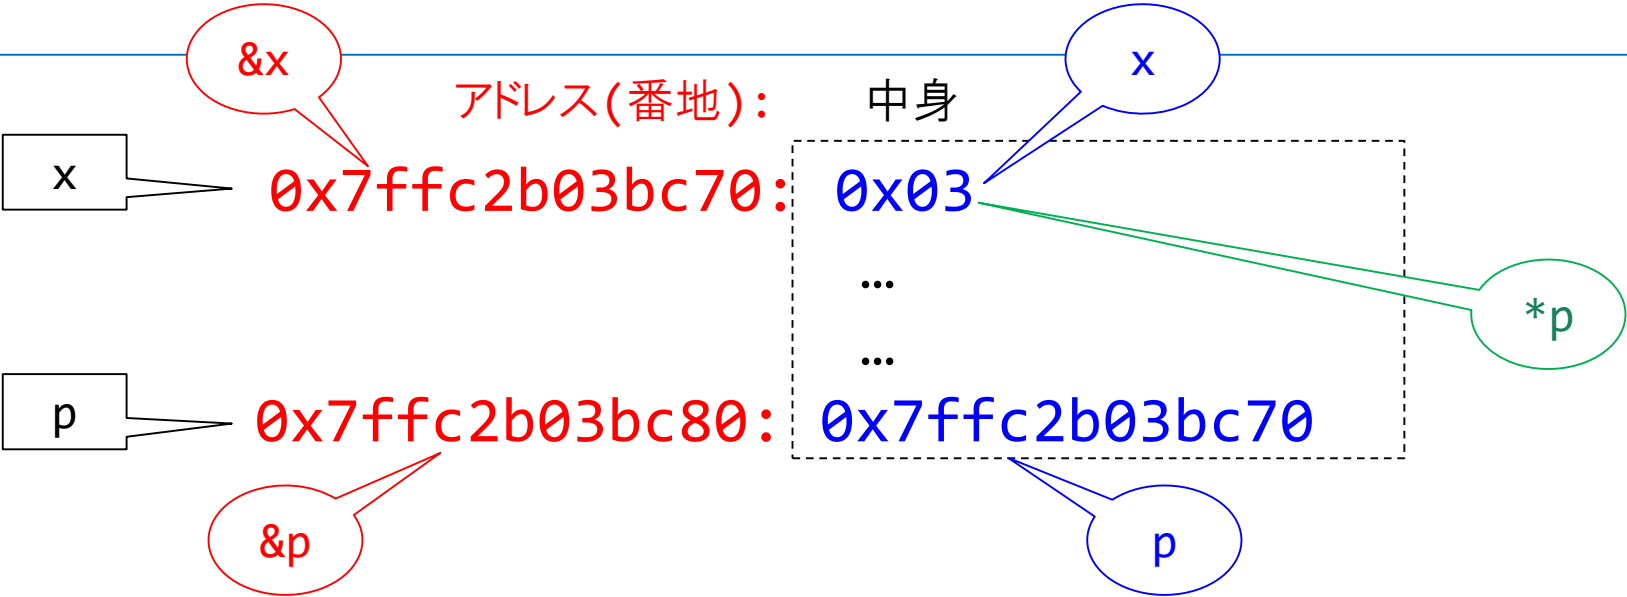 &x
x
アドレス(番地): 中身
x
0x7ffc2b03bc70: 0x03
…
*p
…
p
0x7ffc2b03bc80: 0x7ffc2b03bc70
&p
p